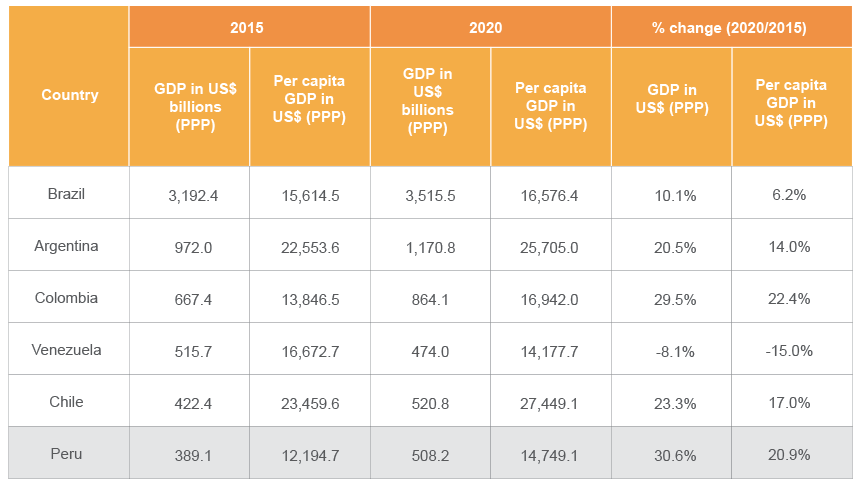 Country 2015 2020 % change (2020/2015)
GDP in US$ billions (PPP) Per capita GDP in US$ (PPP) GDP in US$ billions (PPP) Per capita GDP in US$ (PPP) GDP in US$ (PPP) Per capita GDP in US$ (PPP)
Brazil 3,192.4 15,614.5 3,515.5 16,576.4 10.1% 6.2%
Argentina 972.0 22,553.6 1,170.8 25,705.0 20.5% 14.0%
Colombia 667.4 13,846.5 864.1 16,942.0 29.5% 22.4%
Venezuela 515.7 16,672.7 474.0 14,177.7 -8.1% -15.0%
Chile 422.4 23,459.6 520.8 27,449.1 23.3% 17.0%
Peru 389.1 12,194.7 508.2 14,749.1 30.6% 20.9%